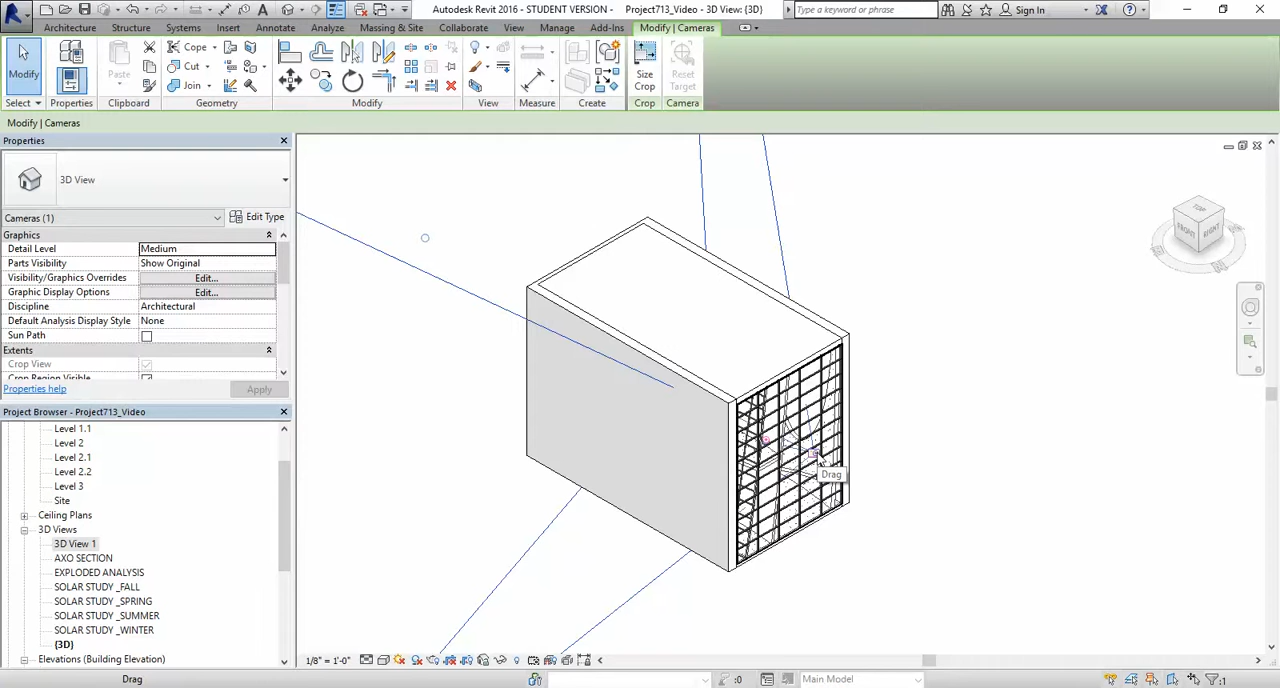 Autodesk Revit 2016 - STUDENT VERSION - Project713_Video - 3D View: {3D}
Type a keyword or phrase
Sign In
Architecture Structure Systems Insert Annotate Analyze Massing & Site Collaborate View Manage Add-Ins Modify | Cameras
Modify
Paste
Cope
Cut
Join
Size Crop
Reset Target
Select Properties Clipboard Geometry Modify View Measure Create Crop Camera
Modify | Cameras
Properties
3D View
Cameras (1) Edit Type
Graphics
Detail Level Medium
Parts Visibility Show Original
Visibility/Graphics Overrides Edit...
Graphic Display Options Edit...
Discipline Architectural
Default Analysis Display Style None
Sun Path
Extents
Crop View
Crop Region Visible
Properties help Apply
Project Browser - Project713_Video
Level 1.1
Level 2
Level 2.1
Level 2.2
Level 3
Site
Ceiling Plans
3D Views
3D View 1
AXO SECTION
EXPLODED ANALYSIS
SOLAR STUDY _FALL
SOLAR STUDY _SPRING
SOLAR STUDY _SUMMER
SOLAR STUDY _WINTER
{3D}
Elevations (Building Elevation)
TOP
FRONT RIGHT
Drag
1/8" = 1'-0"
Drag
:0 Main Model :1